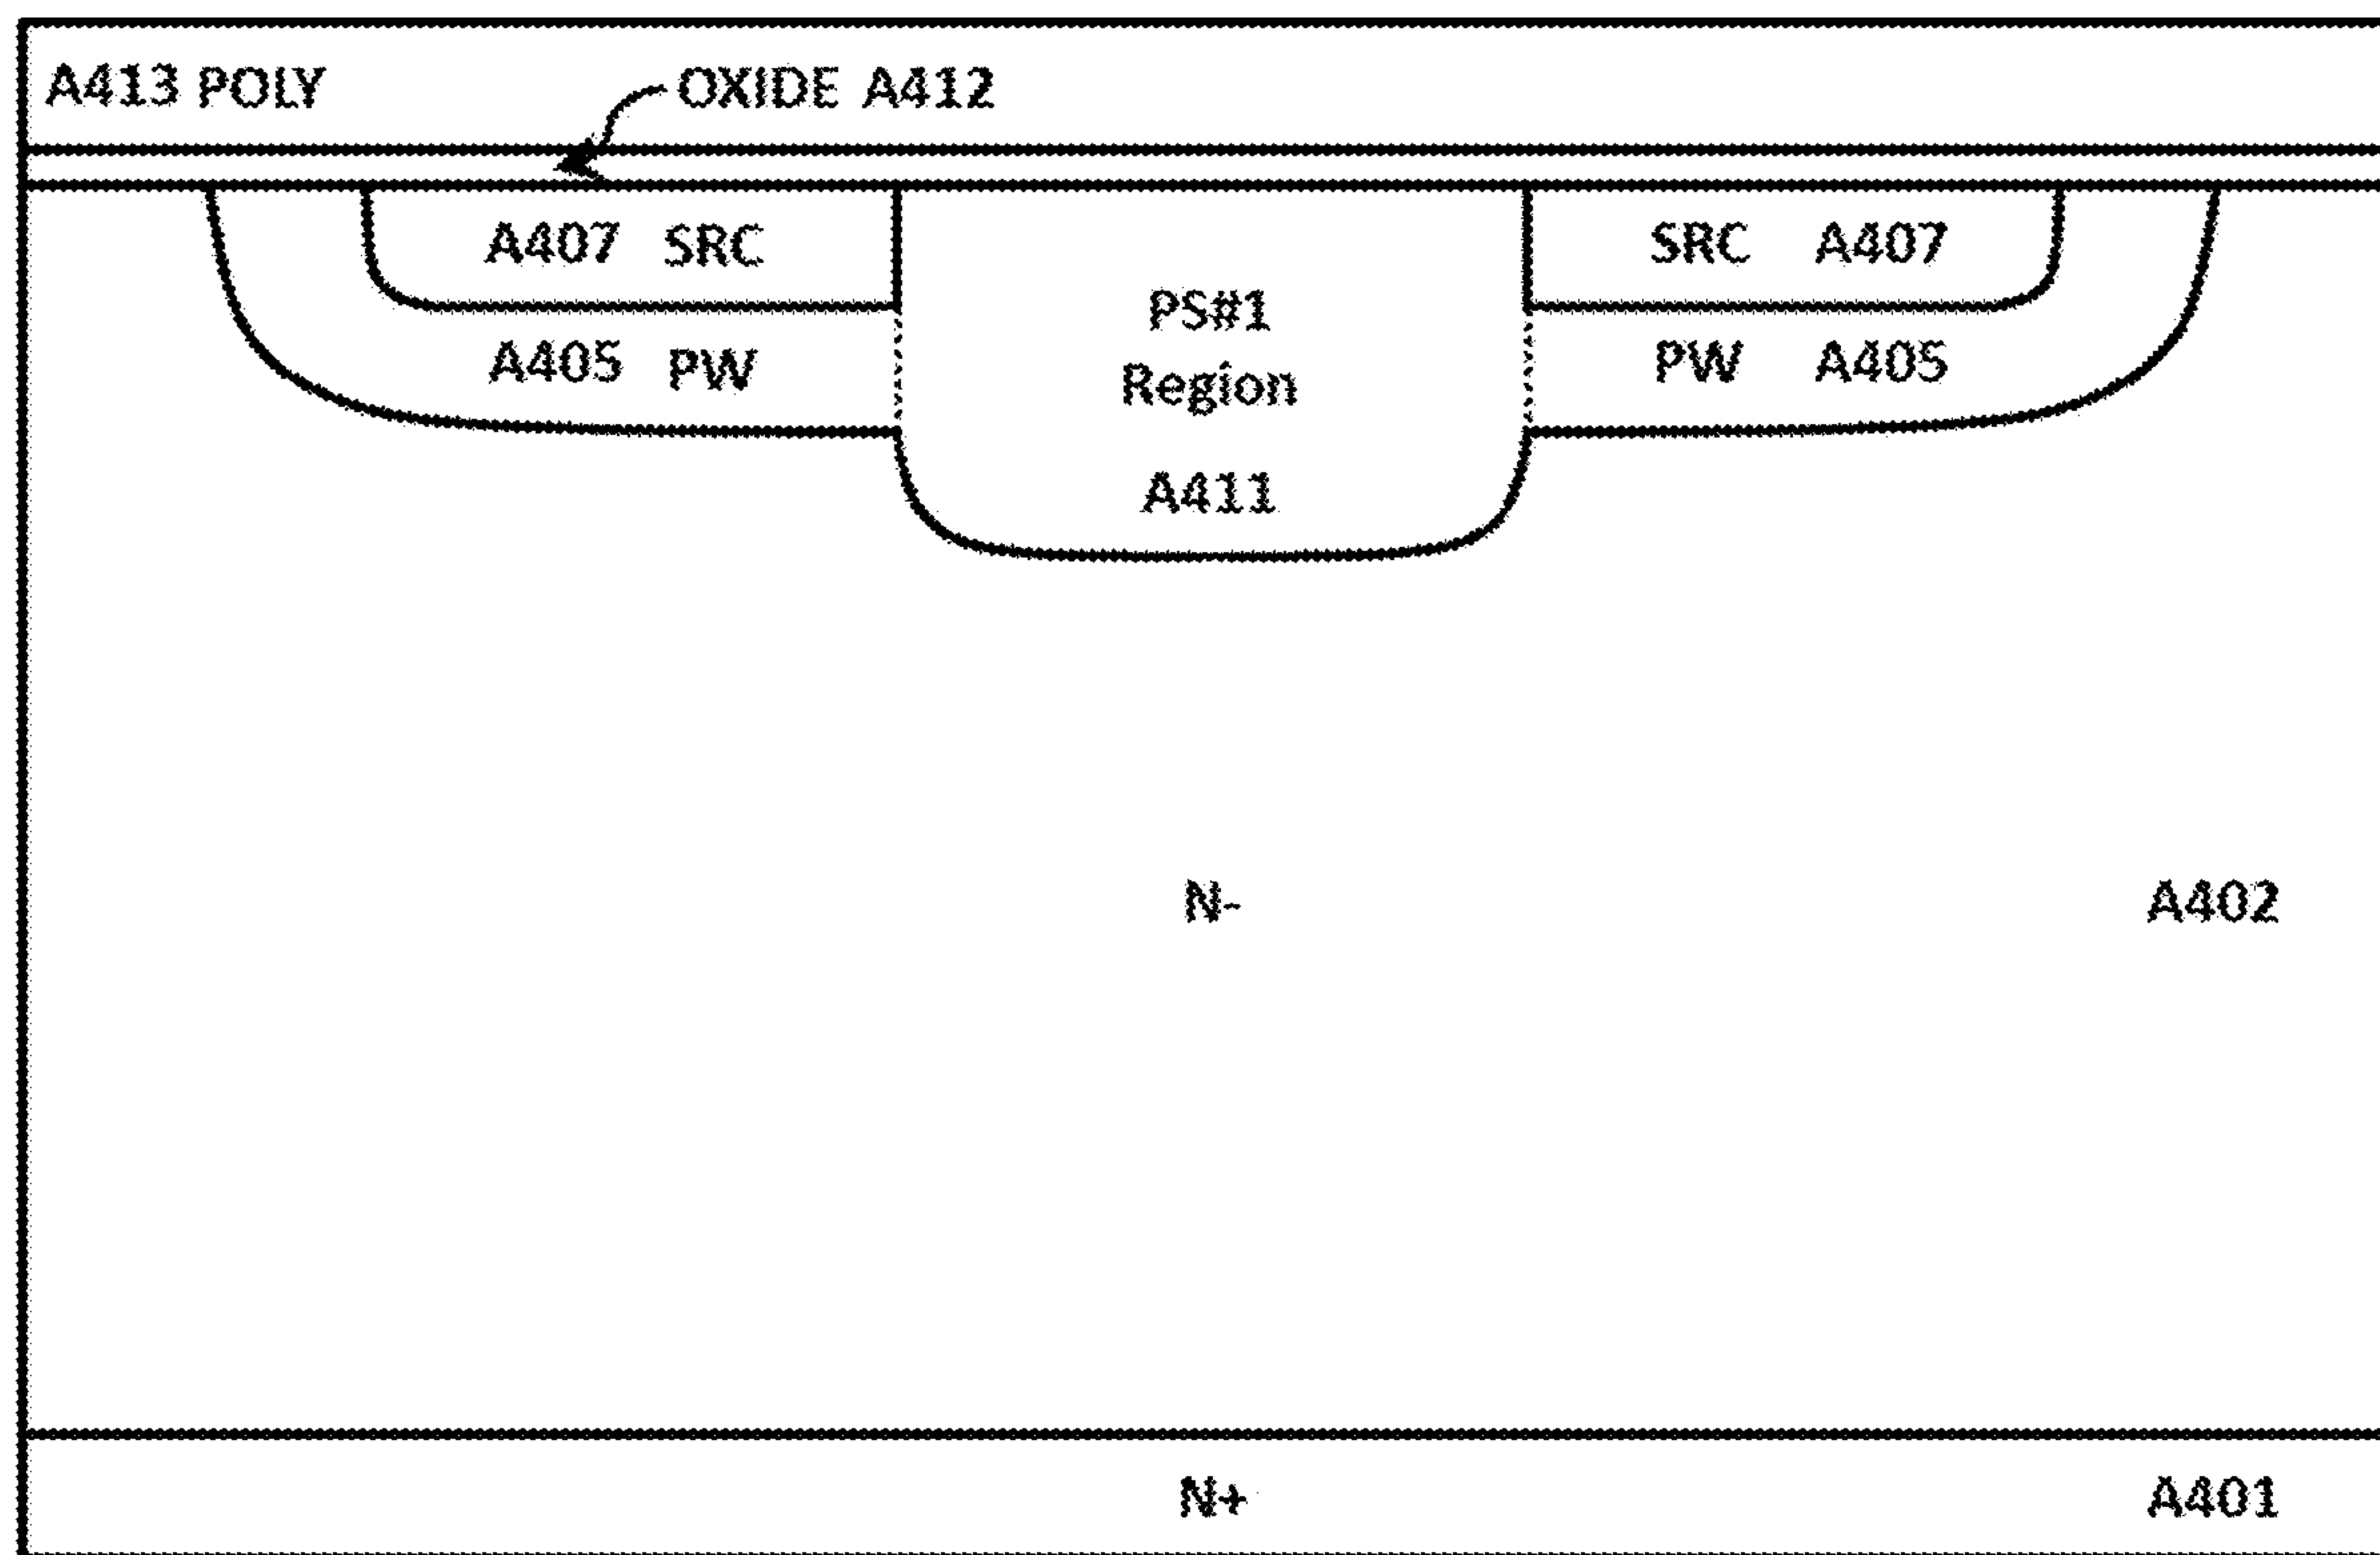 A413 POLY OXIDE A412
A407 SRC SRC A407
PS#1
Region
A405 PW PW A405
A411
N- A402
N+ A401